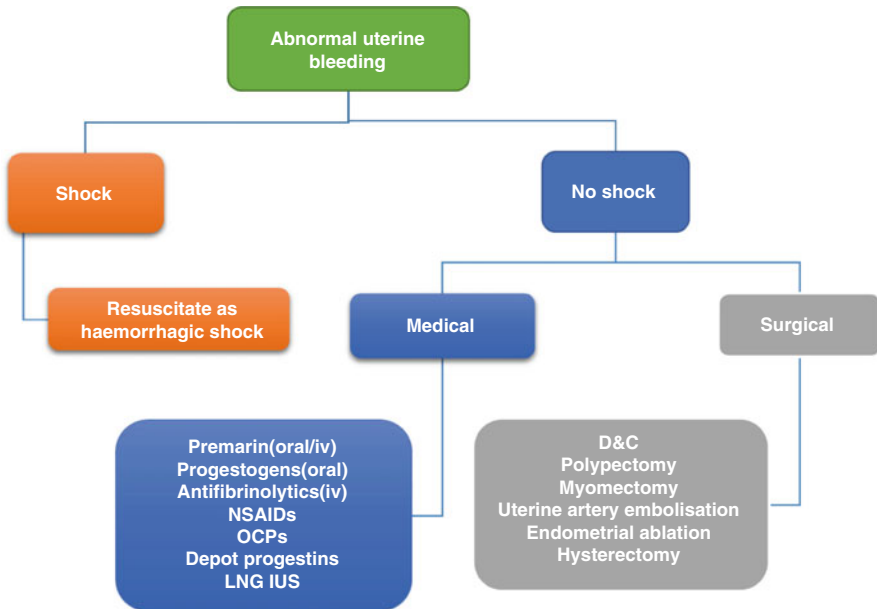 Abnormal uterine
bleeding
Shock
No shock
Resuscitate as
haemorrhagic shock
Medical
Surgical
Premarin(oral/iv)
Progestogens(oral)
Antifibrinolytics(iv)
NSAIDs
OCPs
Depot progestins
LNG IUS
D&C
Polypectomy
Myomectomy
Uterine artery embolisation
Endometrial ablation
Hysterectomy